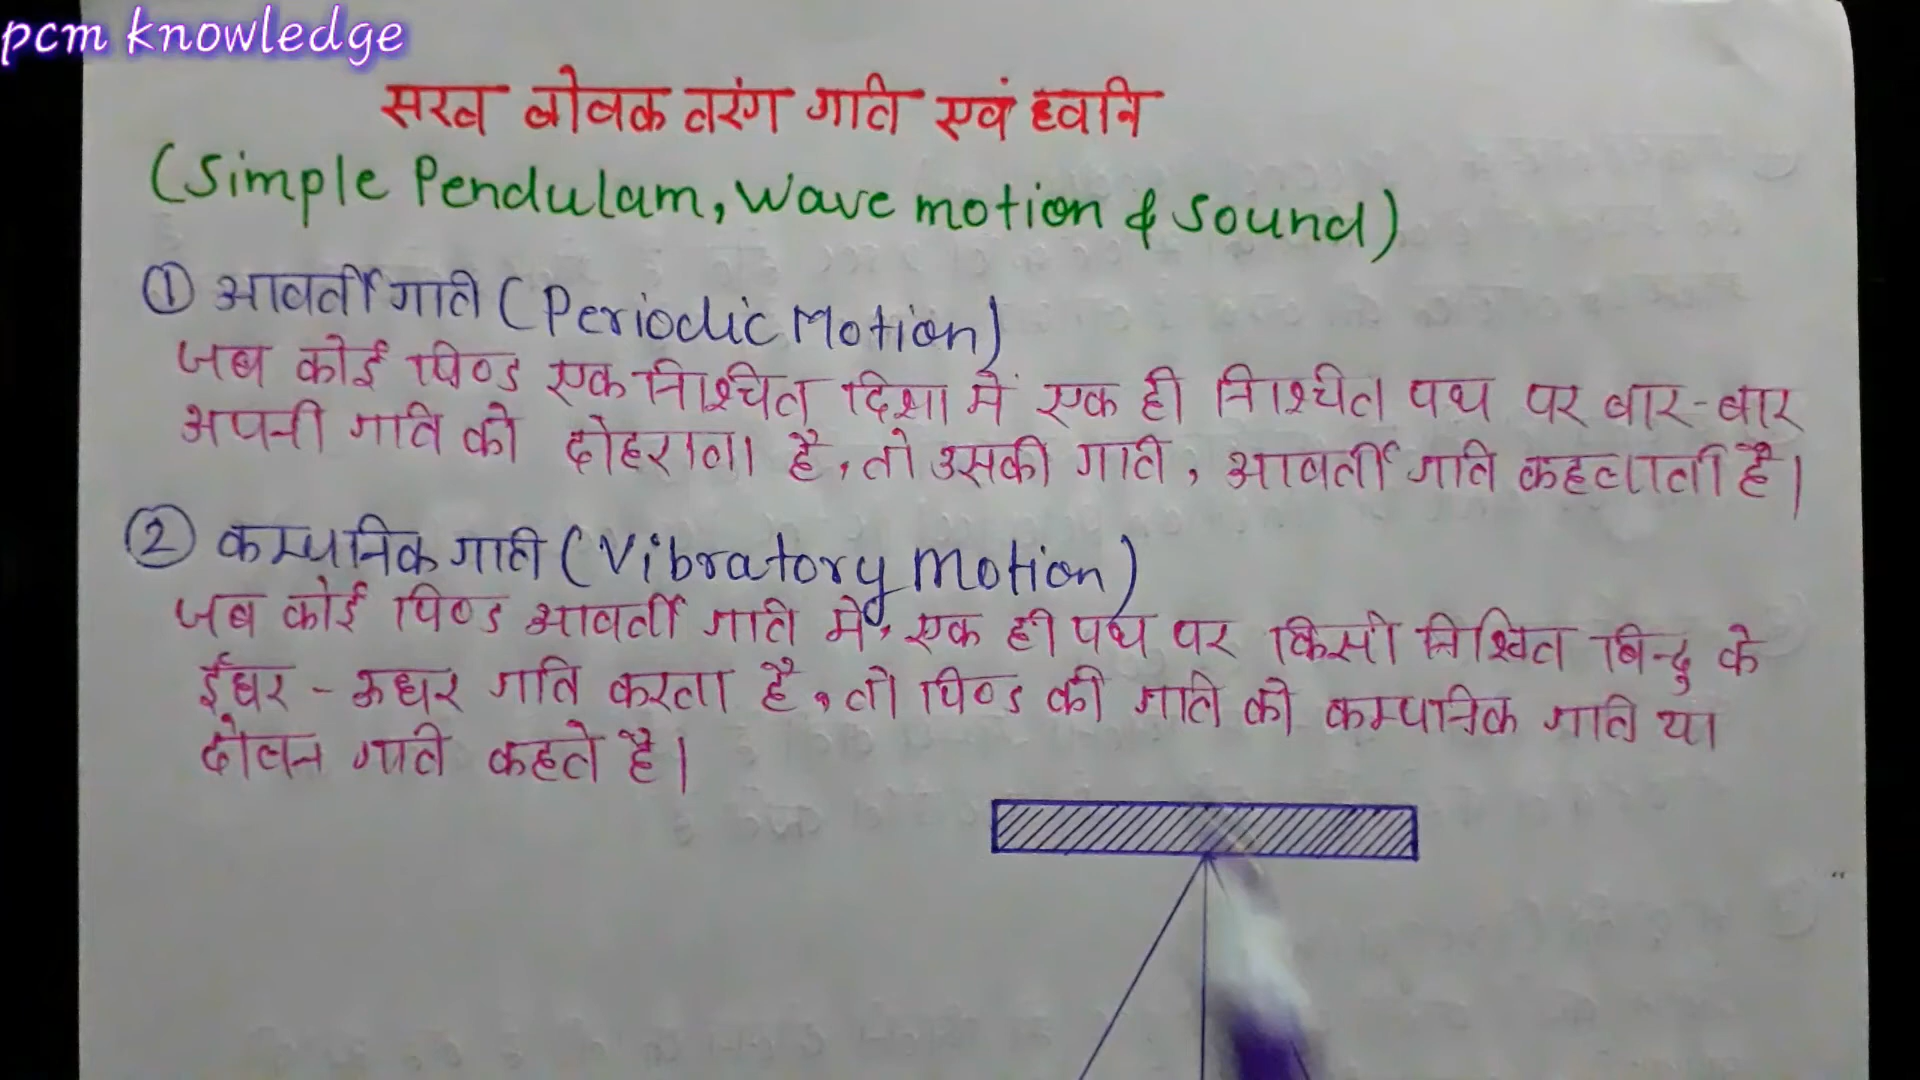 pcm knowledge
सरल लोलक तरंग गति एवं ध्वनि
(Simple Pendulam, Wave motion & Sound)
① आवर्ती गति (Periodic Motion)
जब कोई पिण्ड एक निश्चित दिशा में एक ही निश्चित पथ पर बार-बार
अपनी गति को दोहराता है, तो उसकी गति, आवर्ती गति कहलाती है।
② कम्पनिक गति (Vibratory Motion)
जब कोई पिण्ड आवर्ती गति में, एक ही पथ पर किसी निश्चित बिन्दु के
ईधर - ऊधर गति करता है, तो पिण्ड की गति को कम्पनिक गति या
दोलन गति कहते है।